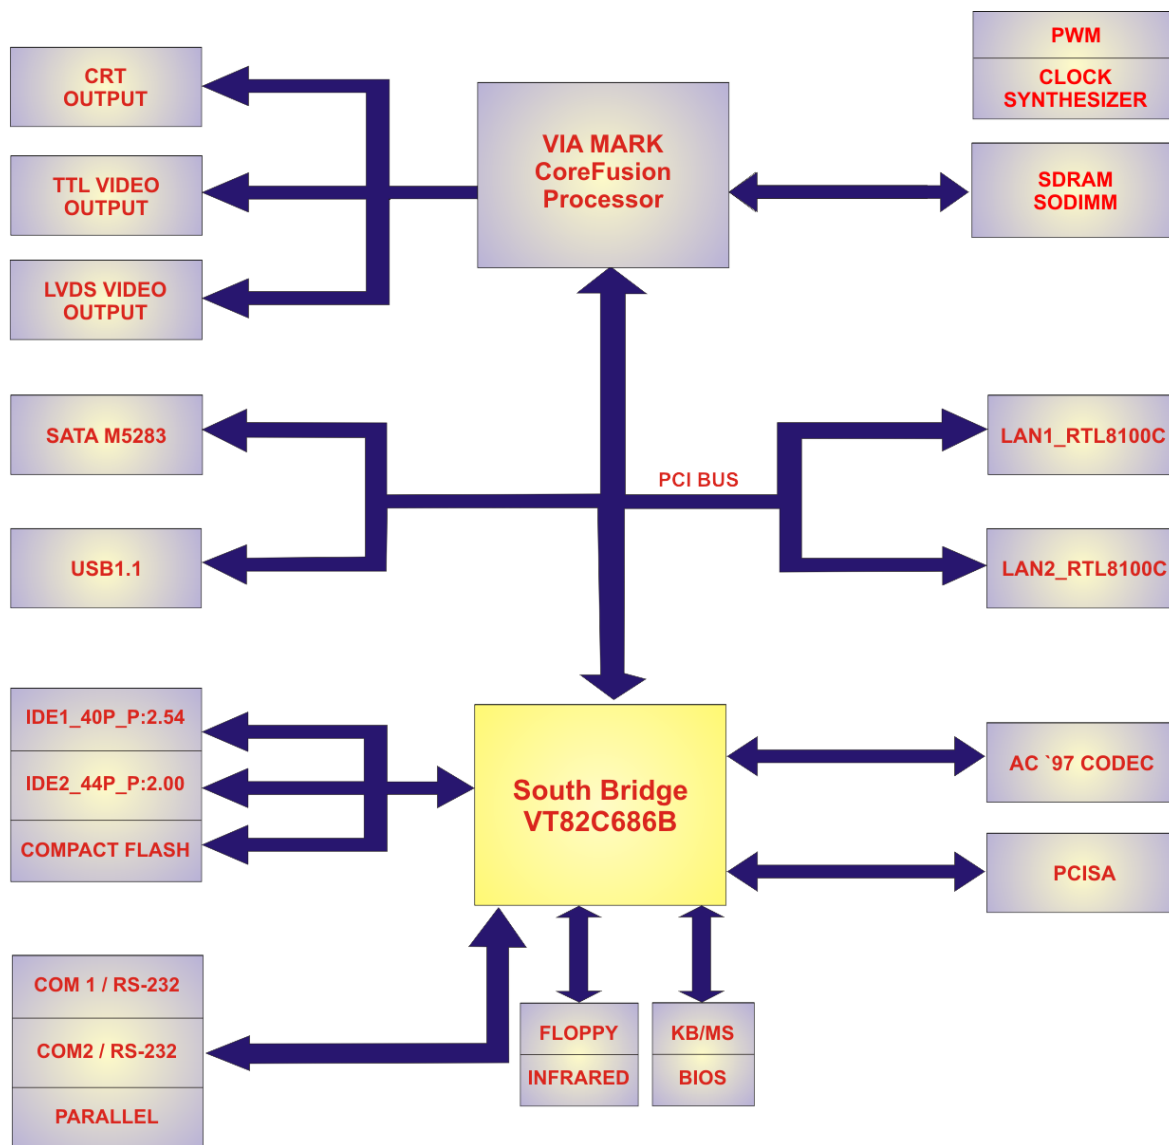 CRT
OUTPUT
TTL VIDEO
OUTPUT
LVDS VIDEO
OUTPUT
VIA MARK
CoreFusion
Processor
PWM
CLOCK
SYNTHESIZER
SDRAM
SODIMM
SATA M5283
USB1.1
PCI BUS
LAN1_RTL8100C
LAN2_RTL8100C
IDE1_40P_P:2.54
IDE2_44P_P:2.00
COMPACT FLASH
South Bridge
VT82C686B
AC `97 CODEC
PCISA
COM 1 / RS-232
COM2 / RS-232
PARALLEL
FLOPPY
INFRARED
KB/MS
BIOS